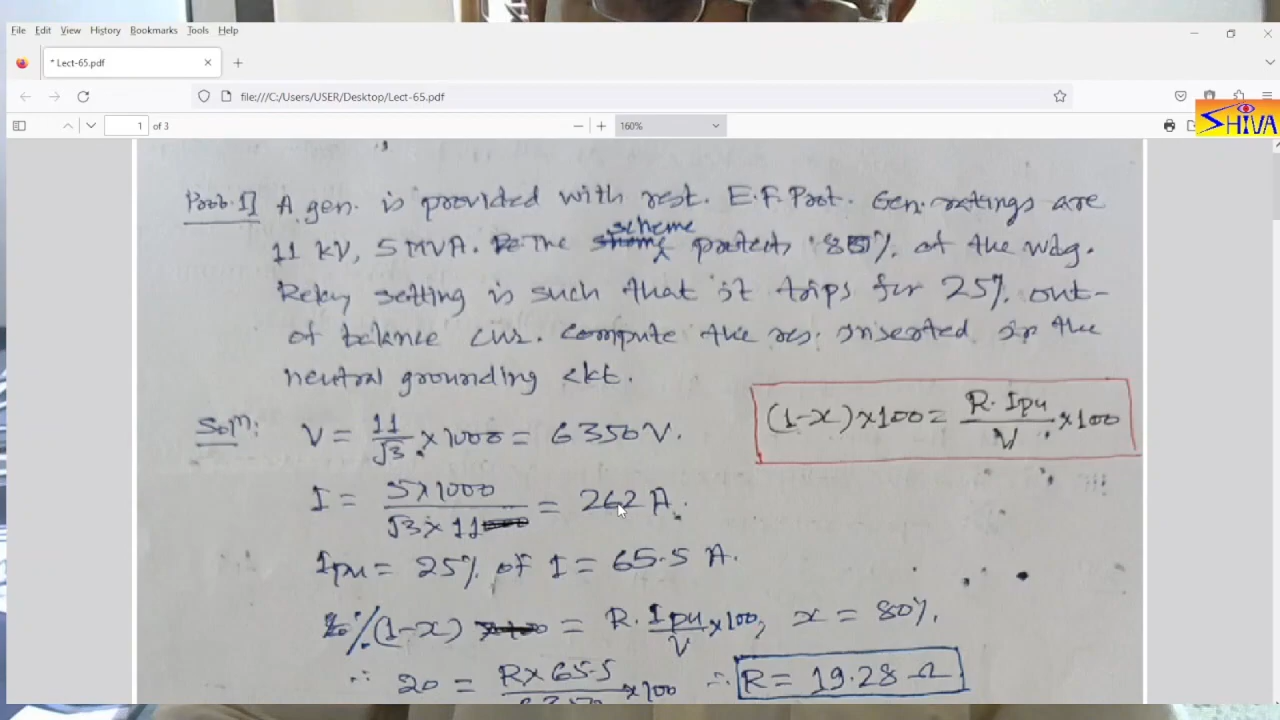 File Edit View History Bookmarks Tools Help
* Lect-65.pdf
file:///C:/Users/USER/Desktop/Lect-65.pdf
1 of 3
160%
SHIVA
Prob.1] A gen. is provided with rest. E.F. Prot. Gen. ratings are
11 kV, 5 MVA. The scheme protects 80% of the wdg.
Relay setting is such that it trips for 25% out-
of balance cur. compute the res. inserted in the
neutral grounding ckt.
(1-x)×100 = R.Ipu/V ×100
Soln: V = 11/√3 ×1000 = 6350 V.
I = 5×1000/√3×11 = 262 A.
∴ Ipu = 25% of I = 65.5 A.
%(1-x) = R.Ipu/V ×100, x = 80%.
∴ 20 = R×65.5/6350 ×100 ∴ R = 19.28 Ω